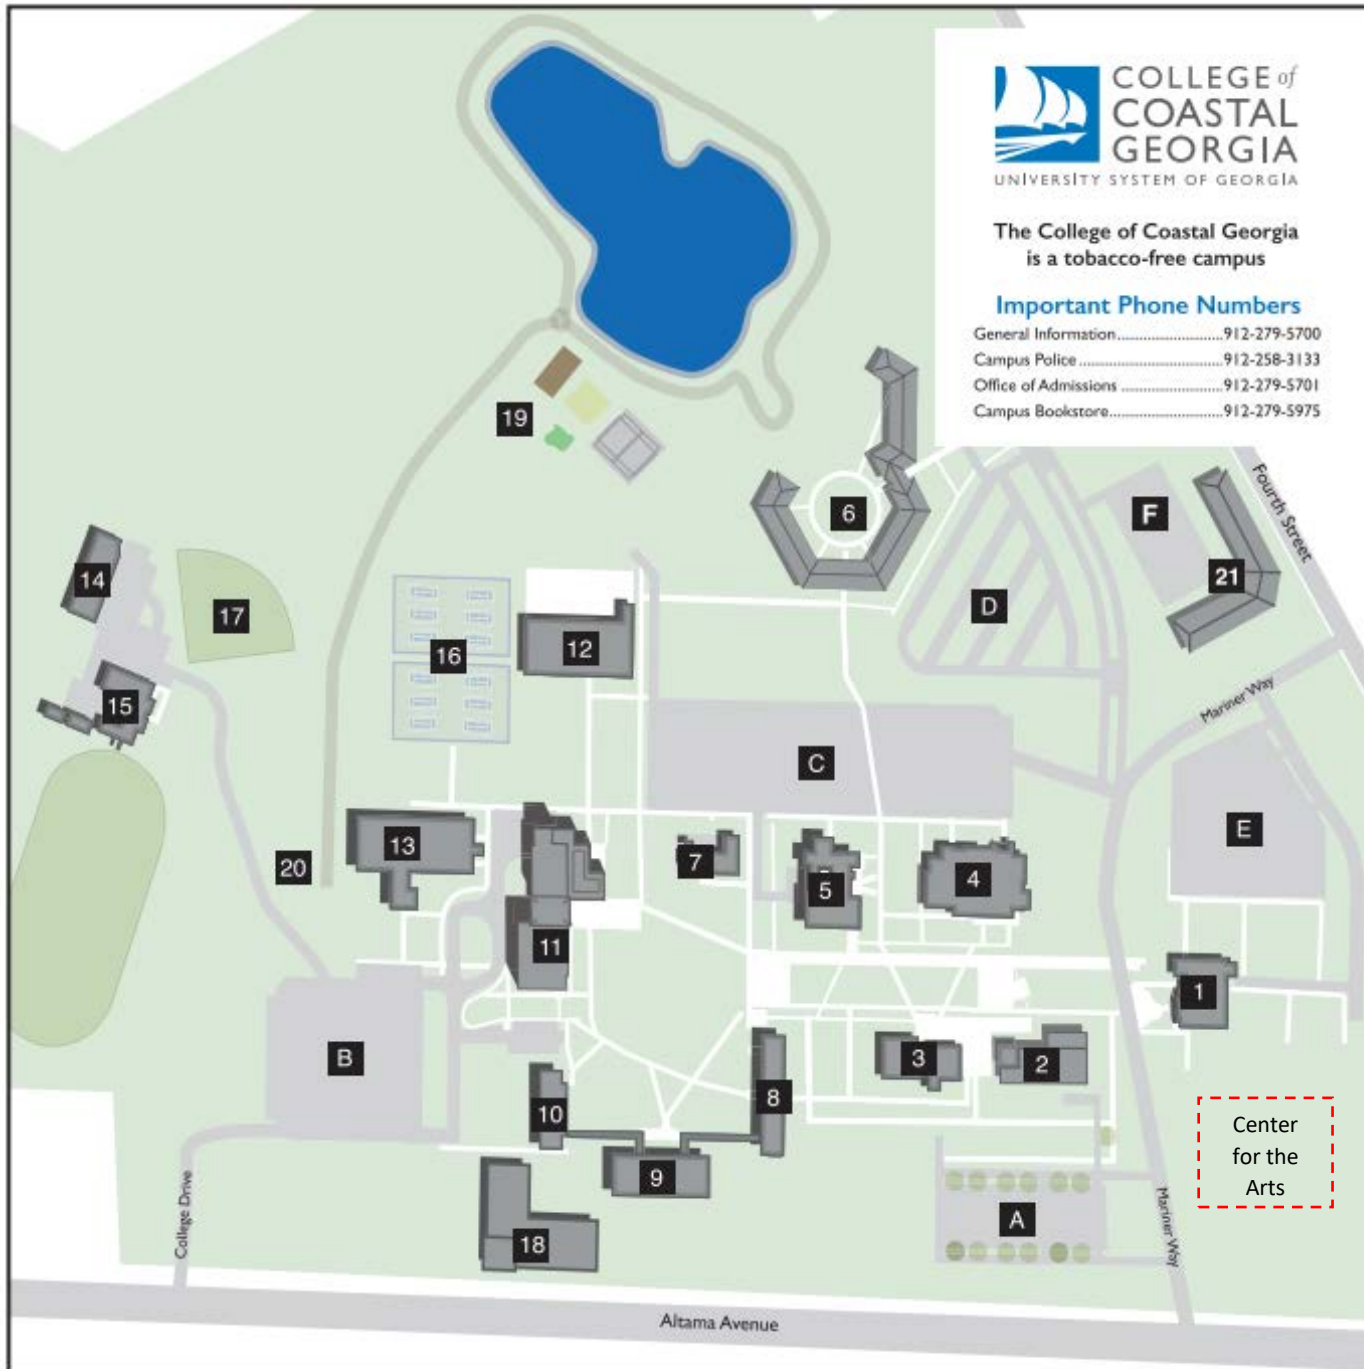 COLLEGE of
COASTAL
GEORGIA
UNIVERSITY SYSTEM OF GEORGIA
The College of Coastal Georgia
is a tobacco-free campus
Important Phone Numbers
General Information..........................912-279-5700
Campus Police ...................................912-258-3133
Office of Admissions .........................912-279-5701
Campus Bookstore............................912-279-5975
19
6
F
Fourth Street
21
14
17
D
16
12
15
Mariner Way
C
E
13
20
7
5
4
11
1
B
3
2
10
8
Center
for the
Arts
9
College Drive
A
Mariner Way
18
Altama Avenue